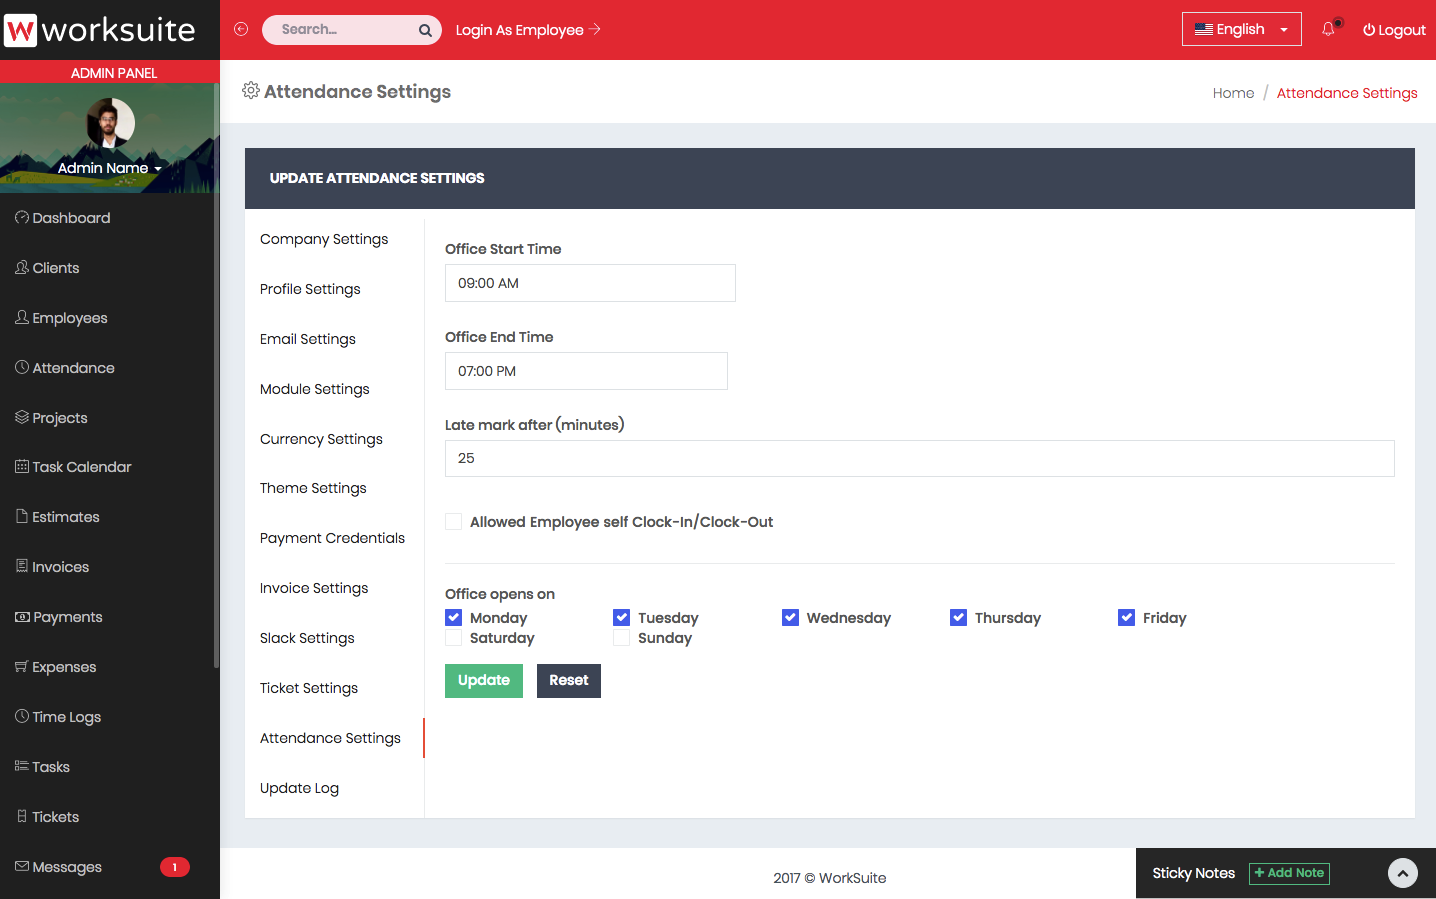 W worksuite
Search...
Login As Employee
English
Logout
ADMIN PANEL
Admin Name
Dashboard
Clients
Employees
Attendance
Projects
Task Calendar
Estimates
Invoices
Payments
Expenses
Time Logs
Tasks
Tickets
Messages 1
Attendance Settings
Home / Attendance Settings
UPDATE ATTENDANCE SETTINGS
Company Settings
Profile Settings
Email Settings
Module Settings
Currency Settings
Theme Settings
Payment Credentials
Invoice Settings
Slack Settings
Ticket Settings
Attendance Settings
Update Log
Office Start Time
09:00 AM
Office End Time
07:00 PM
Late mark after (minutes)
25
Allowed Employee self Clock-In/Clock-Out
Office opens on
Monday Tuesday Wednesday Thursday Friday
Saturday Sunday
Update Reset
2017 © WorkSuite
Sticky Notes + Add Note